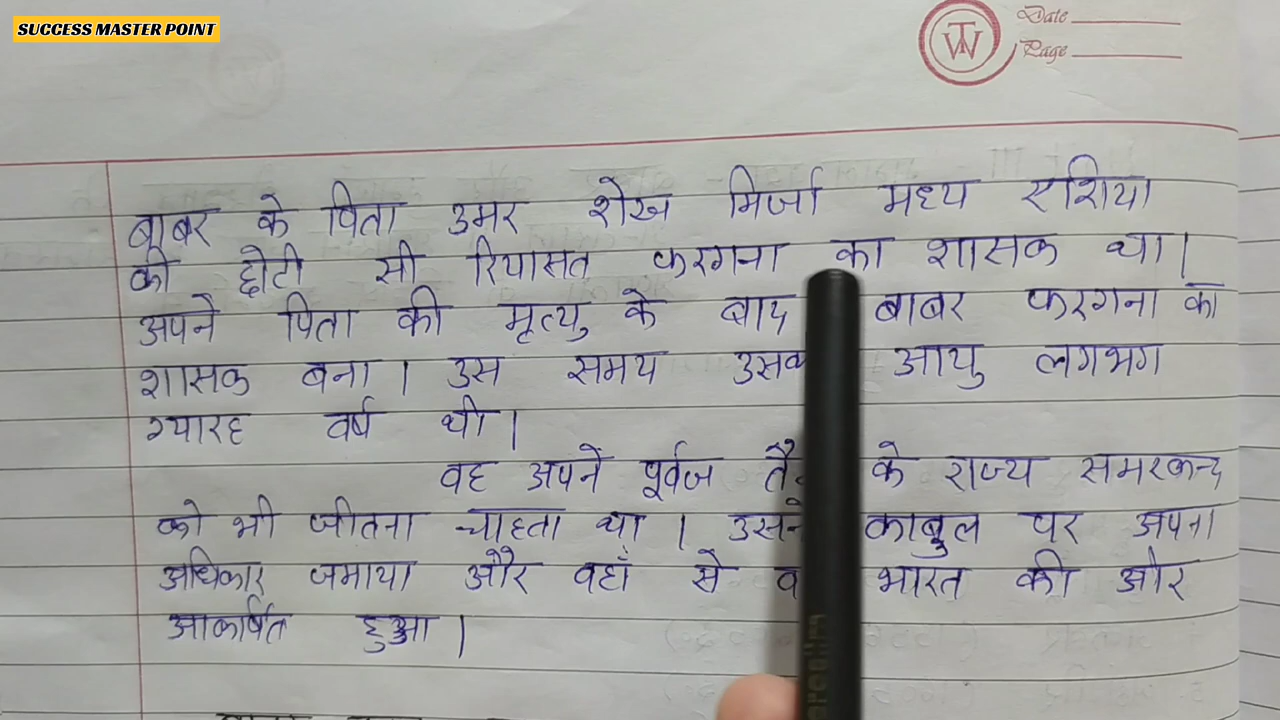 SUCCESS MASTER POINT
Date
Page
बाबर के पिता उमर शेख मिर्जा मध्य एशिया
की छोटी सी रियासत फरगना का शासक था।
अपने पिता की मृत्यु के बाद बाबर फरगना का
शासक बना। उस समय आयु लगभग
ग्यारह वर्ष थी।
वह अपने पूर्वज के राज्य समरकन्द
को भी जीतना चाहता था। उसने काबुल पर अपना
अधिकार जमाया और वहाँ से भारत की ओर
आकर्षित हुआ।